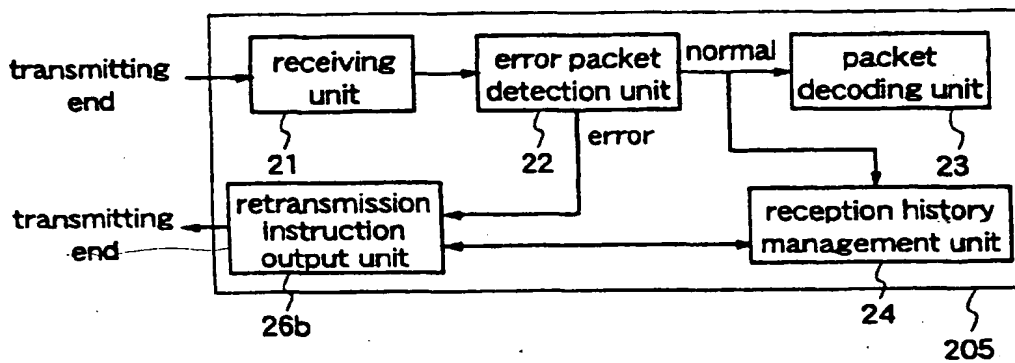 transmitting
end
receiving
unit
21
error packet
detection unit
22
normal
error
packet
decoding unit
23
transmitting
end
retransmission
instruction
output unit
26b
reception history
management unit
24
205